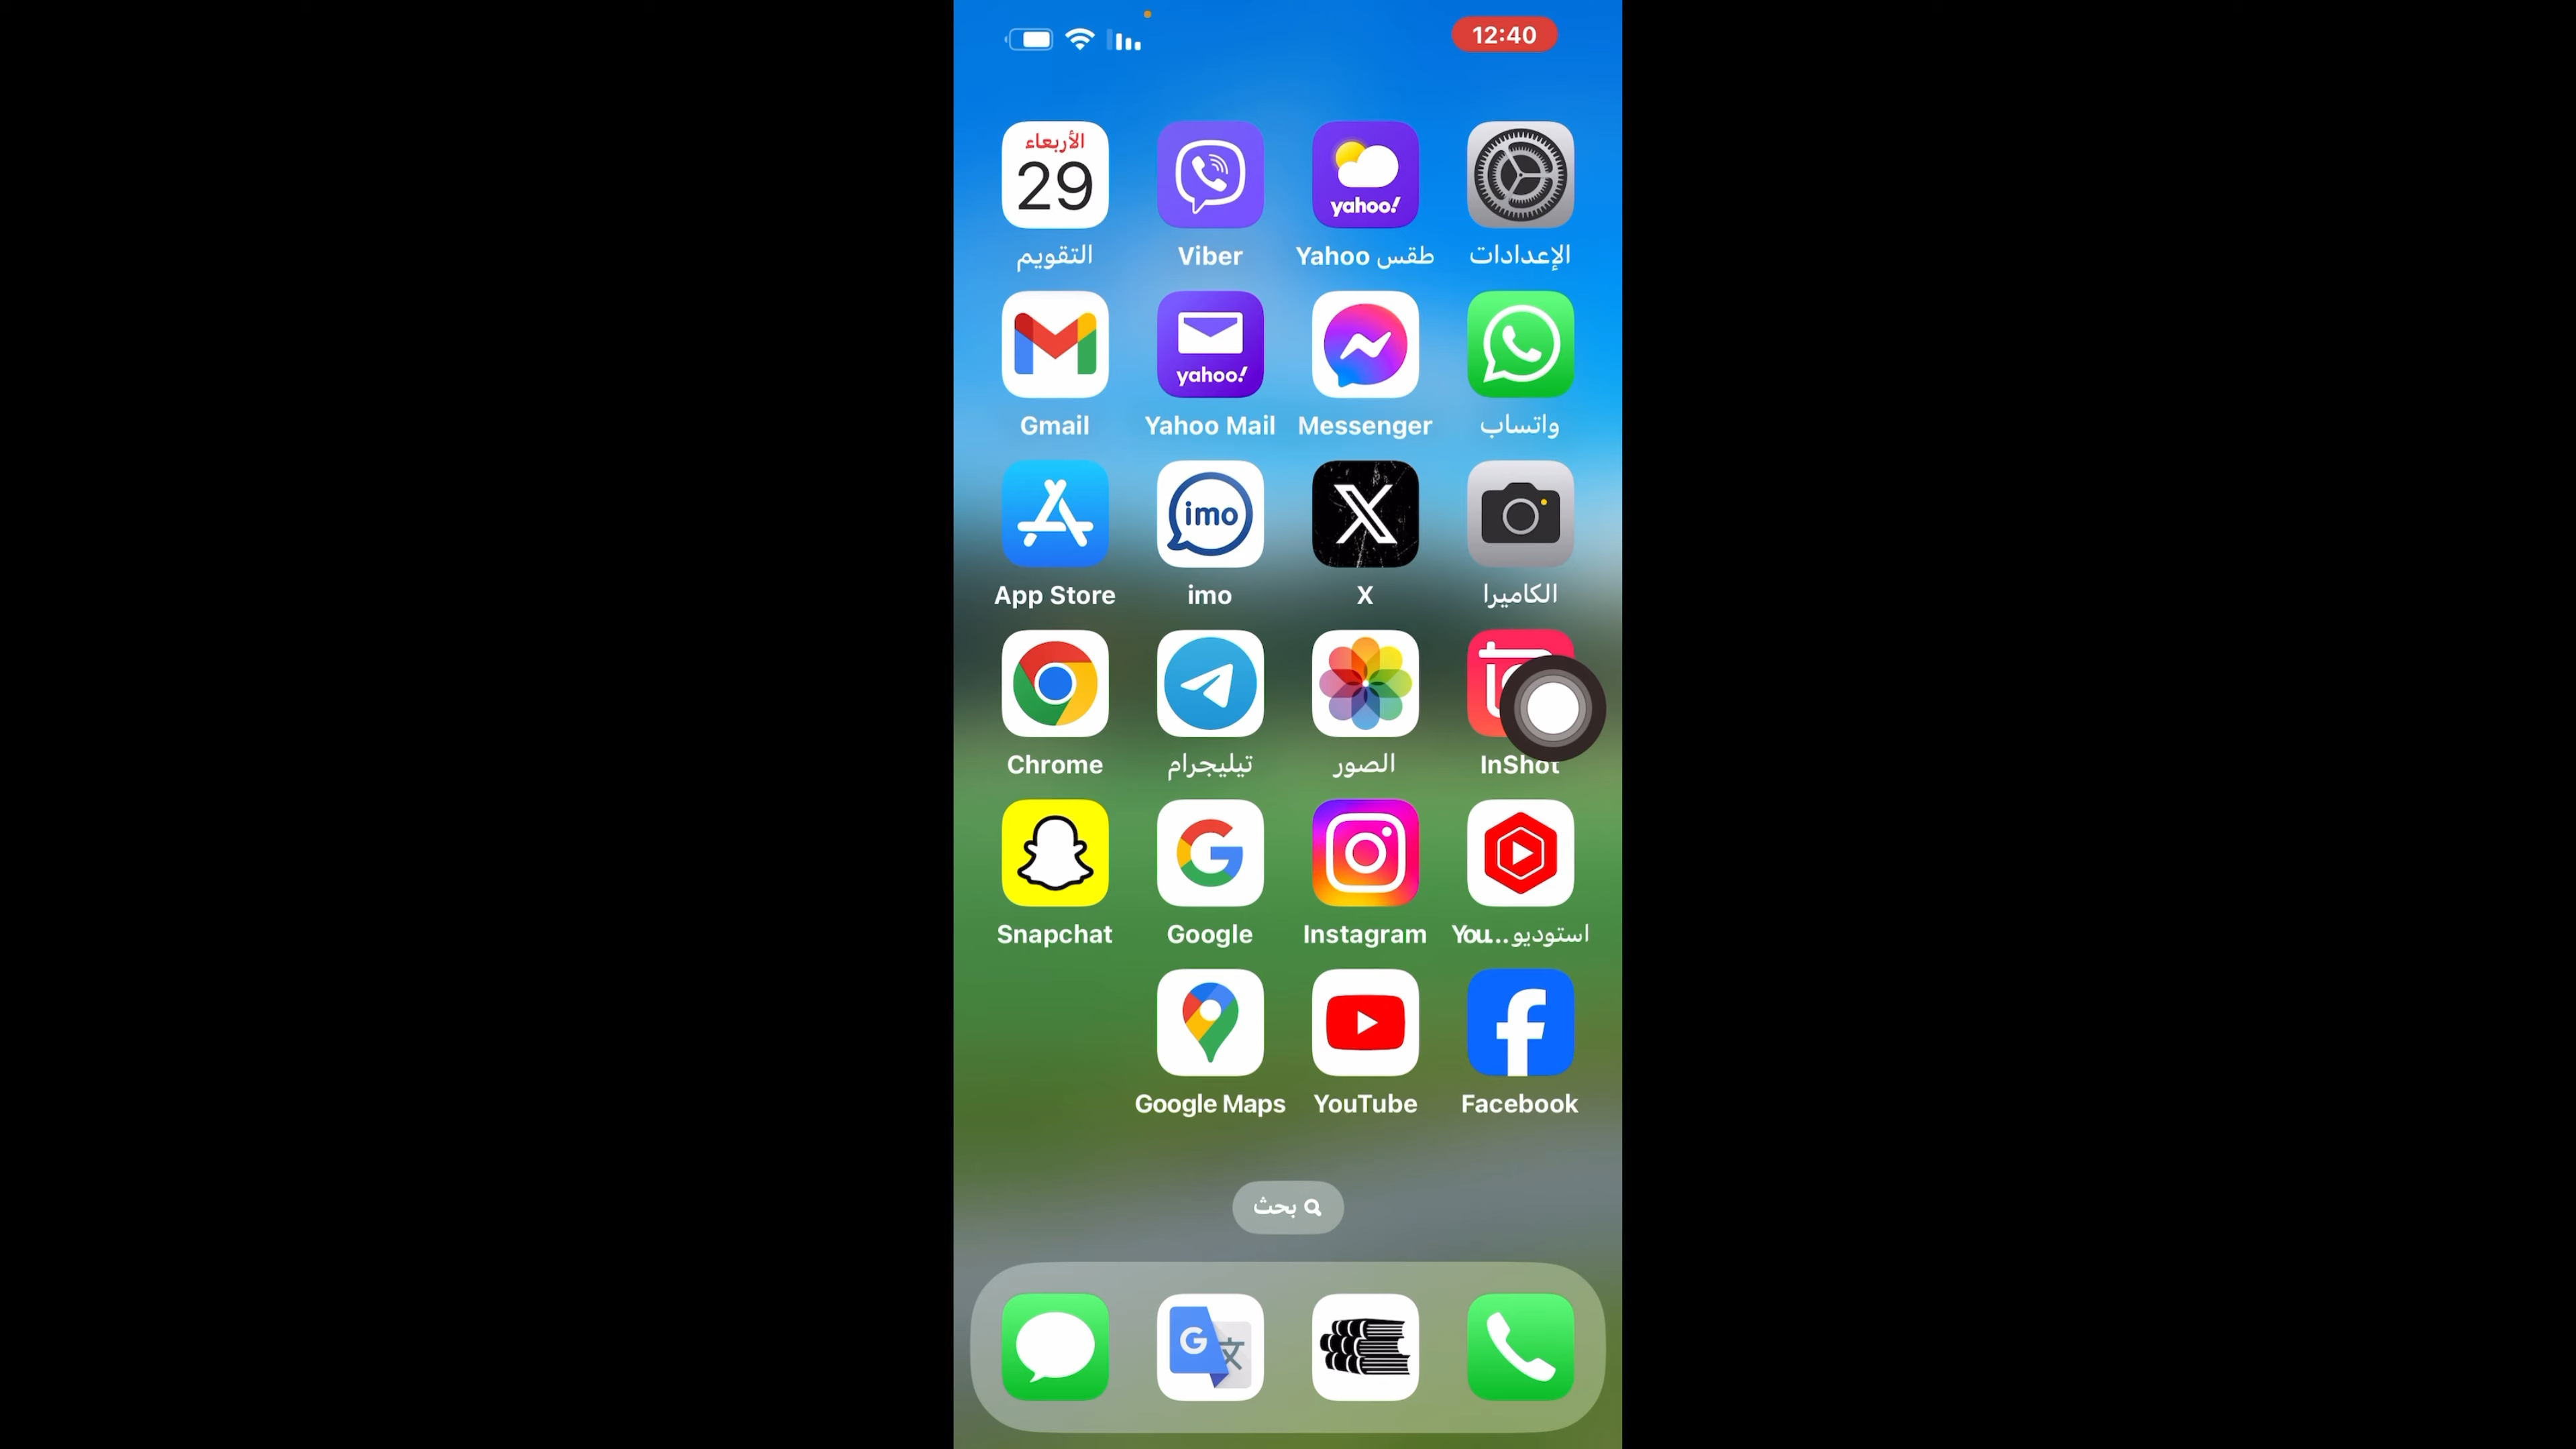 12:40
الأربعاء
29
yahoo!
التقويم
Viber
طقس Yahoo
الإعدادات
yahoo!
Gmail
Yahoo Mail
Messenger
واتساب
imo
App Store
imo
X
الكاميرا
Chrome
تيليجرام
الصور
InShot
Snapchat
Google
Instagram
استوديو You...
Google Maps
YouTube
Facebook
بحث
G 文